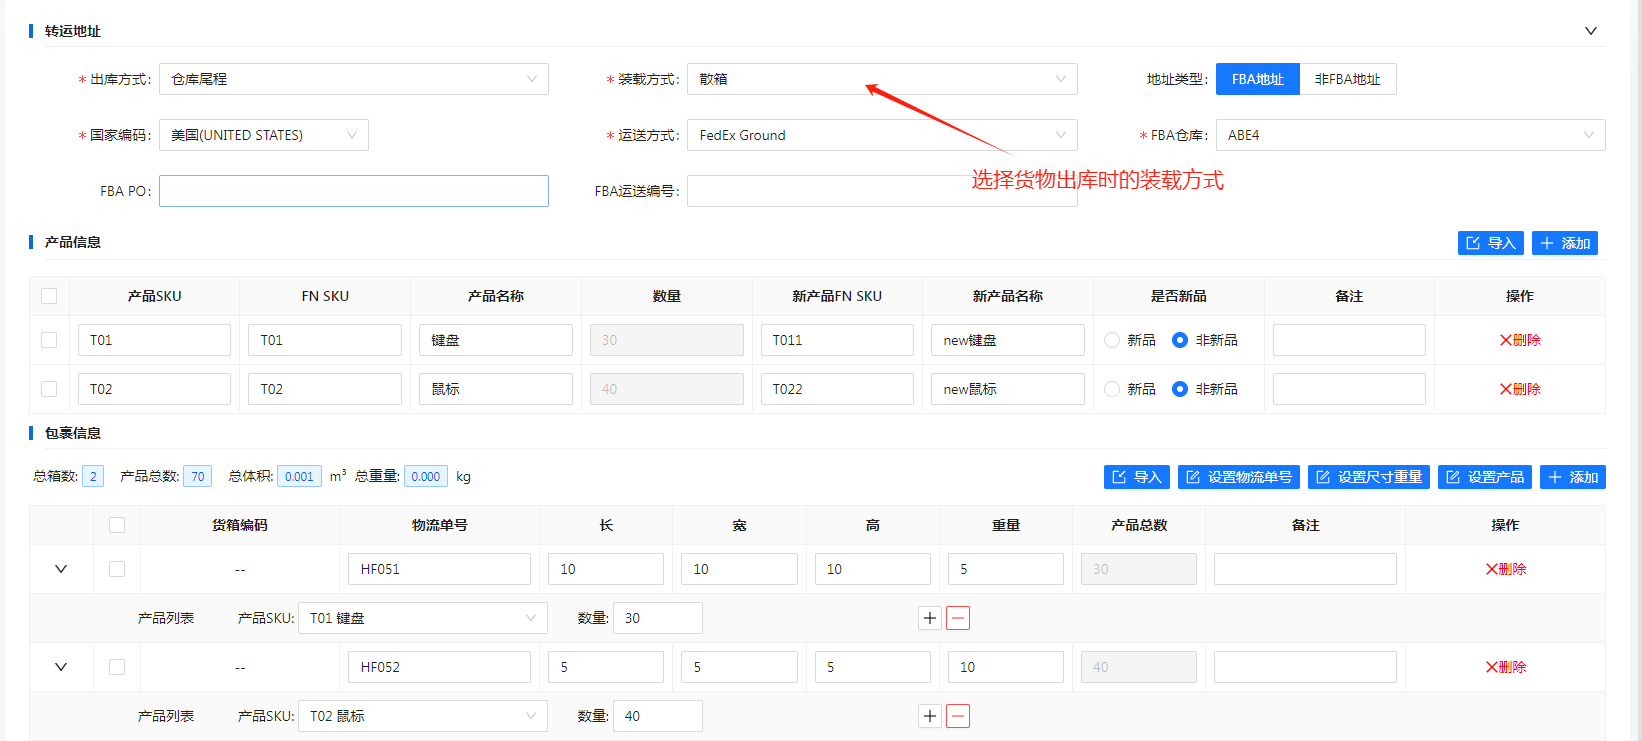 转运地址
* 出库方式: 仓库尾程 * 装载方式: 散箱 地址类型: FBA地址 非FBA地址
* 国家编码: 美国(UNITED STATES) * 运送方式: FedEx Ground * FBA仓库: ABE4
FBA PO: FBA运送编号: 选择货物出库时的装载方式
产品信息 导入 添加
产品SKU FN SKU 产品名称 数量 新产品FN SKU 新产品名称 是否新品 备注 操作
T01 T01 键盘 30 T011 new键盘 新品 非新品 删除
T02 T02 鼠标 40 T022 new鼠标 新品 非新品 删除
包裹信息
总箱数: 2 产品总数: 70 总体积: 0.001 m³ 总重量: 0.000 kg 导入 设置物流单号 设置尺寸重量 设置产品 添加
货箱编码 物流单号 长 宽 高 重量 产品总数 备注 操作
-- HF051 10 10 10 5 30 删除
产品列表 产品SKU: T01 键盘 数量: 30
-- HF052 5 5 5 10 40 删除
产品列表 产品SKU: T02 鼠标 数量: 40